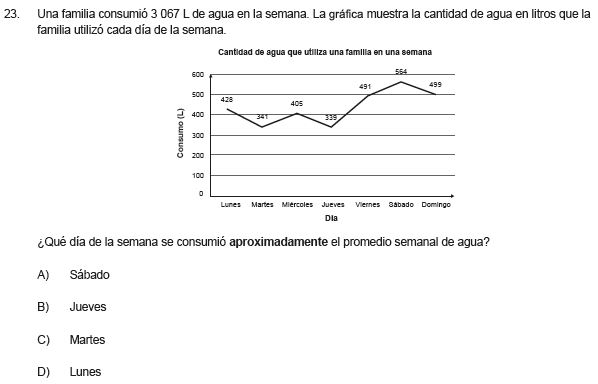 23. Una familia consumió 3 067 L de agua en la semana. La gráfica muestra la cantidad de agua en litros que la
familia utilizó cada día de la semana.
Cantidad de agua que utiliza una familia en una semana
600
500
400
300
200
100
0
Consumo (L)
428
341
405
339
491
564
499
Lunes Martes Miércoles Jueves Viernes Sábado Domingo
Día
¿Qué día de la semana se consumió aproximadamente el promedio semanal de agua?
A) Sábado
B) Jueves
C) Martes
D) Lunes